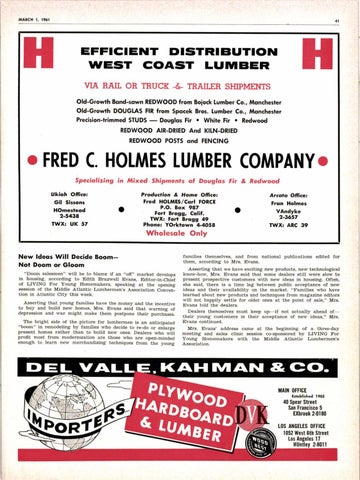 MARCH 1, 1961
41
H H
EFFICIENT DISTRIBUTION
WEST COAST LUMBER
VIA RAIL OR TRUCK -&- TRAILER SHIPMENTS
Old-Growth Band-sawn REDWOOD from Bojock Lumber Co., Manchester
Old-Growth DOUGLAS FIR from Spacek Bros. Lumber Co., Manchester
Precision-trimmed STUDS — Douglas Fir • White Fir • Redwood
REDWOOD AIR-DRIED And KILN-DRIED
REDWOOD POSTS and FENCING
• FRED C. HOLMES LUMBER COMPANY •
Specializing in Mixed Shipments of Douglas Fir & Redwood
Ukiah Office:
Gil Sissons
HOmestead
2-5438
TWX: UK 57
Production & Home Office:
Fred HOLMES/Carl FORCE
P.O. Box 987
Fort Bragg, Calif.
TWX: Fort Bragg 49
Phone: YOrktown 4-4058
Wholesale Only
Arcata Office:
Fran Holmes
VAndyke
2-3657
TWX: ARC 39
New Ideas Will Decide Boom—
Not Doom or Gloom
"Doom salesmen" will be to blame if an "off" market develops
in housing, according to Edith Brazwell Evans, Editor-in-Chief
of LIVING For Young Homemakers, speaking at the opening
session of the Middle Atlantic Lumbermen's Association Conven-
tion in Atlantic City this week.
Asserting that young families have the money and the incentive
to buy and build today, Mrs. Evans said that warning of
depression and war might make them postpone their purchases.
The bright side of the picture for lumbermen is an anticipated
"boom" in remodeling by families who decide to re-do or enlarge
present homes rather than to build new ones. Dealers who will
profit most from modernization are those who are open-minded
enough to learn new merchandising techniques from the young
families themselves, and from national publications edited for
them, according to Mrs. Evans.
Asserting that we have exciting new products, new technological
know-how, Mrs. Evans said that some dealers still were slow to
present prospective customers with new ideas in housing. Often,
she said, there is a time lag between public acceptance of new
ideas and their availability on the market. "Families who have
learned about new products and techniques from magazine editors
will not happily settle for older ones at the point of sale," Mrs.
Evans told the dealers.
Dealers themselves must keep up—if not actually ahead of—
their young customers in their acceptance of new ideas," Mrs.
Evans continued.
Mrs. Evans' address came at the beginning of a three-day
meeting and sales clinic session co-sponsored by LIVING For
Young Homemakers with the Middle Atlantic Lumbermen's
Association.
DEL VALLE, KAHMAN & CO.
IMPORTERS
PLYWOOD
HARDBOARD
& LUMBER
DVK
MAIN OFFICE
40 Spear Street
San Francisco 5
EXbrook 2-0180
LOS ANGELES OFFICE
1052 West 6th Street
Los Angeles 17
HUntley 2-8011